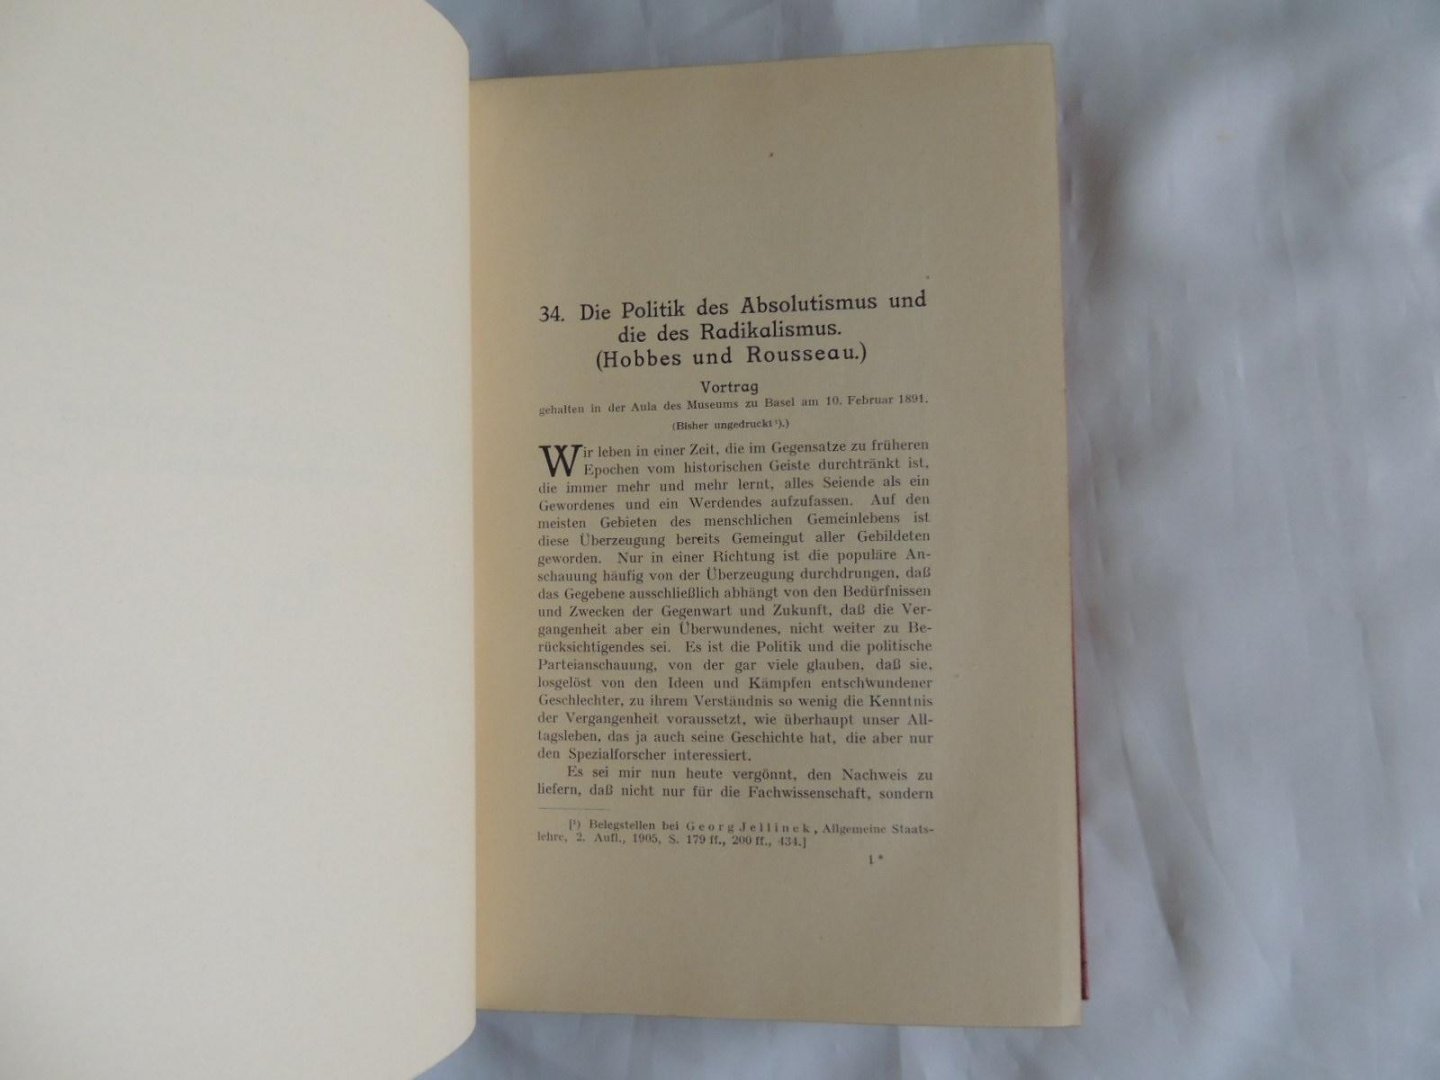 34. Die Politik des Absolutismus und
die des Radikalismus.
(Hobbes und Rousseau.)
Vortrag
gehalten in der Aula des Museums zu Basel am 10. Februar 1891.
(Bisher ungedruckt¹).)
Wir leben in einer Zeit, die im Gegensatze zu früheren
Epochen vom historischen Geiste durchtränkt ist,
die immer mehr und mehr lernt, alles Seiende als ein
Gewordenes und ein Werdendes aufzufassen. Auf den
meisten Gebieten des menschlichen Gemeinlebens ist
diese Überzeugung bereits Gemeingut aller Gebildeten
geworden. Nur in einer Richtung ist die populäre An-
schauung häufig von der Überzeugung durchdrungen, daß
das Gegebene ausschließlich abhängt von den Bedürfnissen
und Zwecken der Gegenwart und Zukunft, daß die Ver-
gangenheit aber ein Überwundenes, nicht weiter zu Be-
rücksichtigendes sei. Es ist die Politik und die politische
Parteianschauung, von der gar viele glauben, daß sie,
losgelöst von den Ideen und Kämpfen entschwundener
Geschlechter, zu ihrem Verständnis so wenig die Kenntnis
der Vergangenheit voraussetzt, wie überhaupt unser All-
tagsleben, das ja auch seine Geschichte hat, die aber nur
den Spezialforscher interessiert.
Es sei mir nun heute vergönnt, den Nachweis zu
liefern, daß nicht nur für die Fachwissenschaft, sondern
[¹) Belegstellen bei Georg Jellinek, Allgemeine Staats-
lehre, 2. Aufl., 1905, S. 179 ff., 200 ff., 434.]
1*